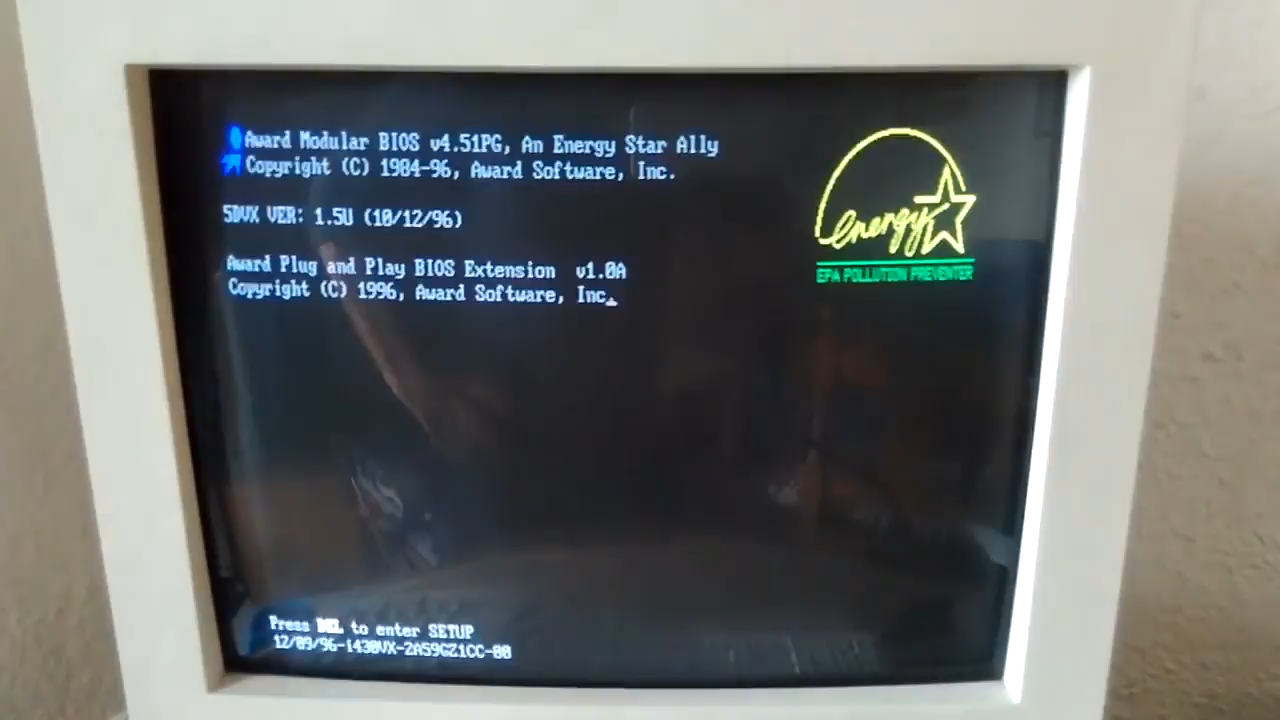 Award Modular BIOS v4.51PG, An Energy Star Ally
Copyright (C) 1984-96, Award Software, Inc.
5DVX VER: 1.5U (10/12/96)
Award Plug and Play BIOS Extension v1.0A
Copyright (C) 1996, Award Software, Inc.
energy
EPA POLLUTION PREVENTER
Press DEL to enter SETUP
12/09/96-i430VX-2A59GZ1CC-00